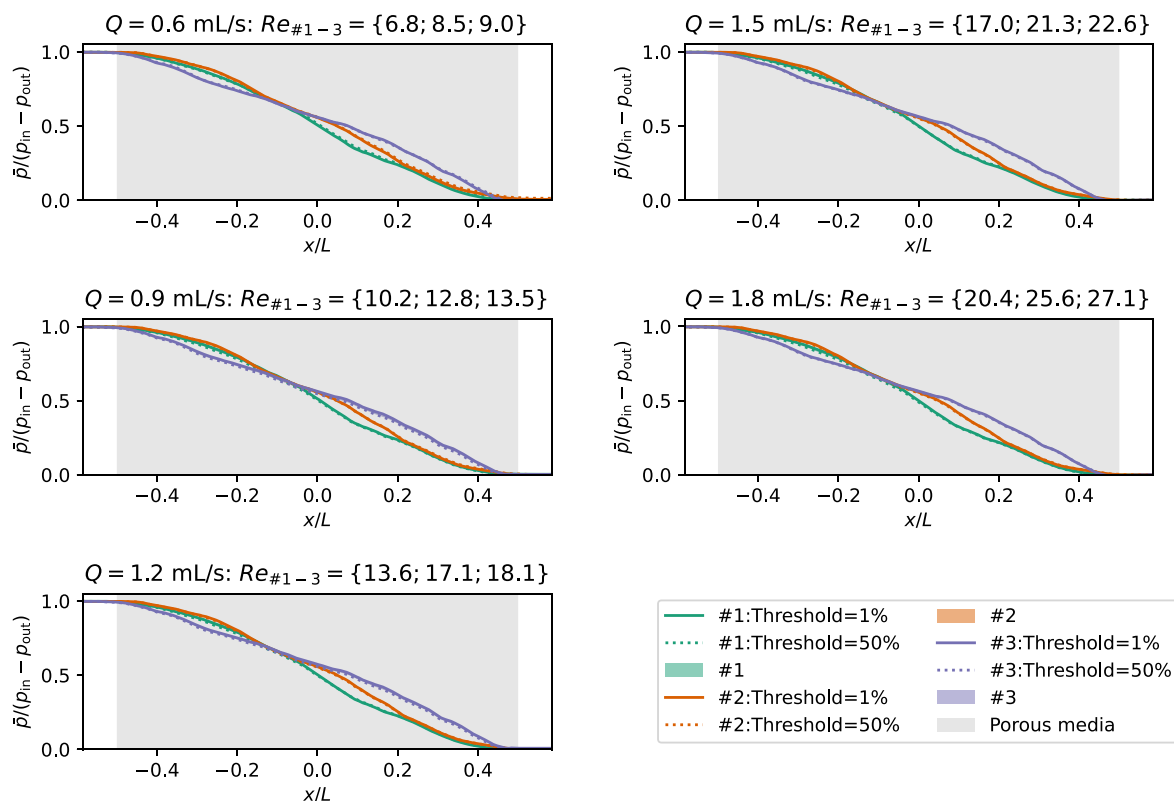 Q = 0.6 mL/s: Re#1−3 = {6.8; 8.5; 9.0}
1.0
0.5
0.0
p̄/(pin − pout)
−0.4 −0.2 0.0 0.2 0.4
x/L
Q = 1.5 mL/s: Re#1−3 = {17.0; 21.3; 22.6}
1.0
0.5
0.0
p̄/(pin − pout)
−0.4 −0.2 0.0 0.2 0.4
x/L
Q = 0.9 mL/s: Re#1−3 = {10.2; 12.8; 13.5}
1.0
0.5
0.0
p̄/(pin − pout)
−0.4 −0.2 0.0 0.2 0.4
x/L
Q = 1.8 mL/s: Re#1−3 = {20.4; 25.6; 27.1}
1.0
0.5
0.0
p̄/(pin − pout)
−0.4 −0.2 0.0 0.2 0.4
x/L
Q = 1.2 mL/s: Re#1−3 = {13.6; 17.1; 18.1}
1.0
0.5
0.0
p̄/(pin − pout)
−0.4 −0.2 0.0 0.2 0.4
x/L
#1:Threshold=1%
#1:Threshold=50%
#1
#2:Threshold=1%
#2:Threshold=50%
#2
#3:Threshold=1%
#3:Threshold=50%
#3
Porous media